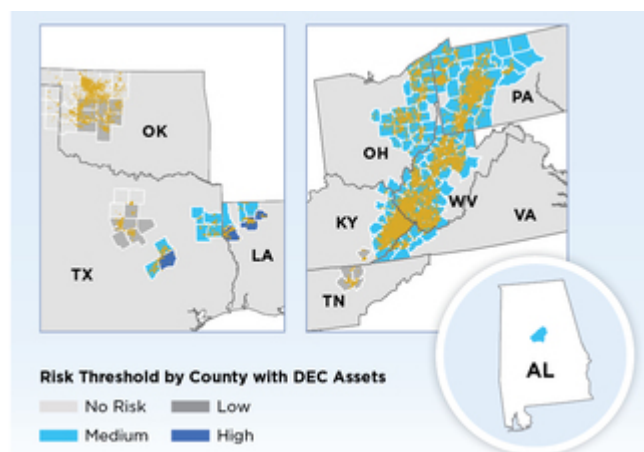 OK
TX
LA
OH
PA
WV
KY
VA
TN
AL
Risk Threshold by County with DEC Assets
No Risk
Low
Medium
High